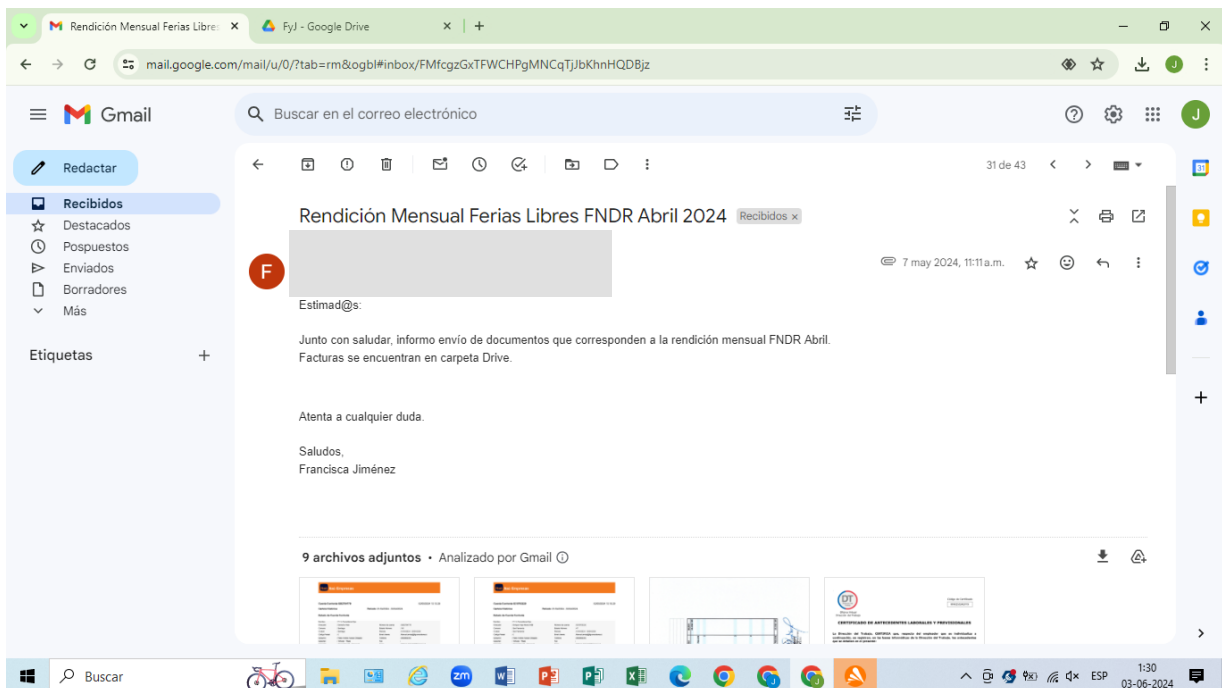 Rendición Mensual Ferias Libre
FyJ - Google Drive
mail.google.com/mail/u/0/?tab=rm&ogbl#inbox/FMfcgzGxTFWCHPgMNCqTjJbKhnHQDBjz
J
Gmail
Buscar en el correo electrónico
J
Redactar
31 de 43
31
Recibidos
Destacados
Pospuestos
Enviados
Borradores
Más
Etiquetas
Rendición Mensual Ferias Libres FNDR Abril 2024 Recibidos x
F
7 may 2024, 11:11 a.m.
Estimad@s:
Junto con saludar, informo envío de documentos que corresponden a la rendición mensual FNDR Abril.
Facturas se encuentran en carpeta Drive.
Atenta a cualquier duda.
Saludos,
Francisca Jiménez
9 archivos adjuntos • Analizado por Gmail
DT
CERTIFICADO DE ANTECEDENTES LABORALES Y PREVISIONALES
Buscar
zm
ESP
1:30
03-06-2024